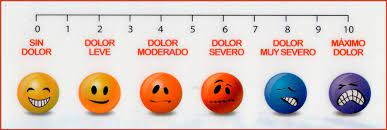 0 1 2 3 4 5 6 7 8 9 10
SIN DOLOR DOLOR DOLOR DOLOR MÁXIMO
DOLOR LEVE MODERADO SEVERO MUY SEVERO DOLOR